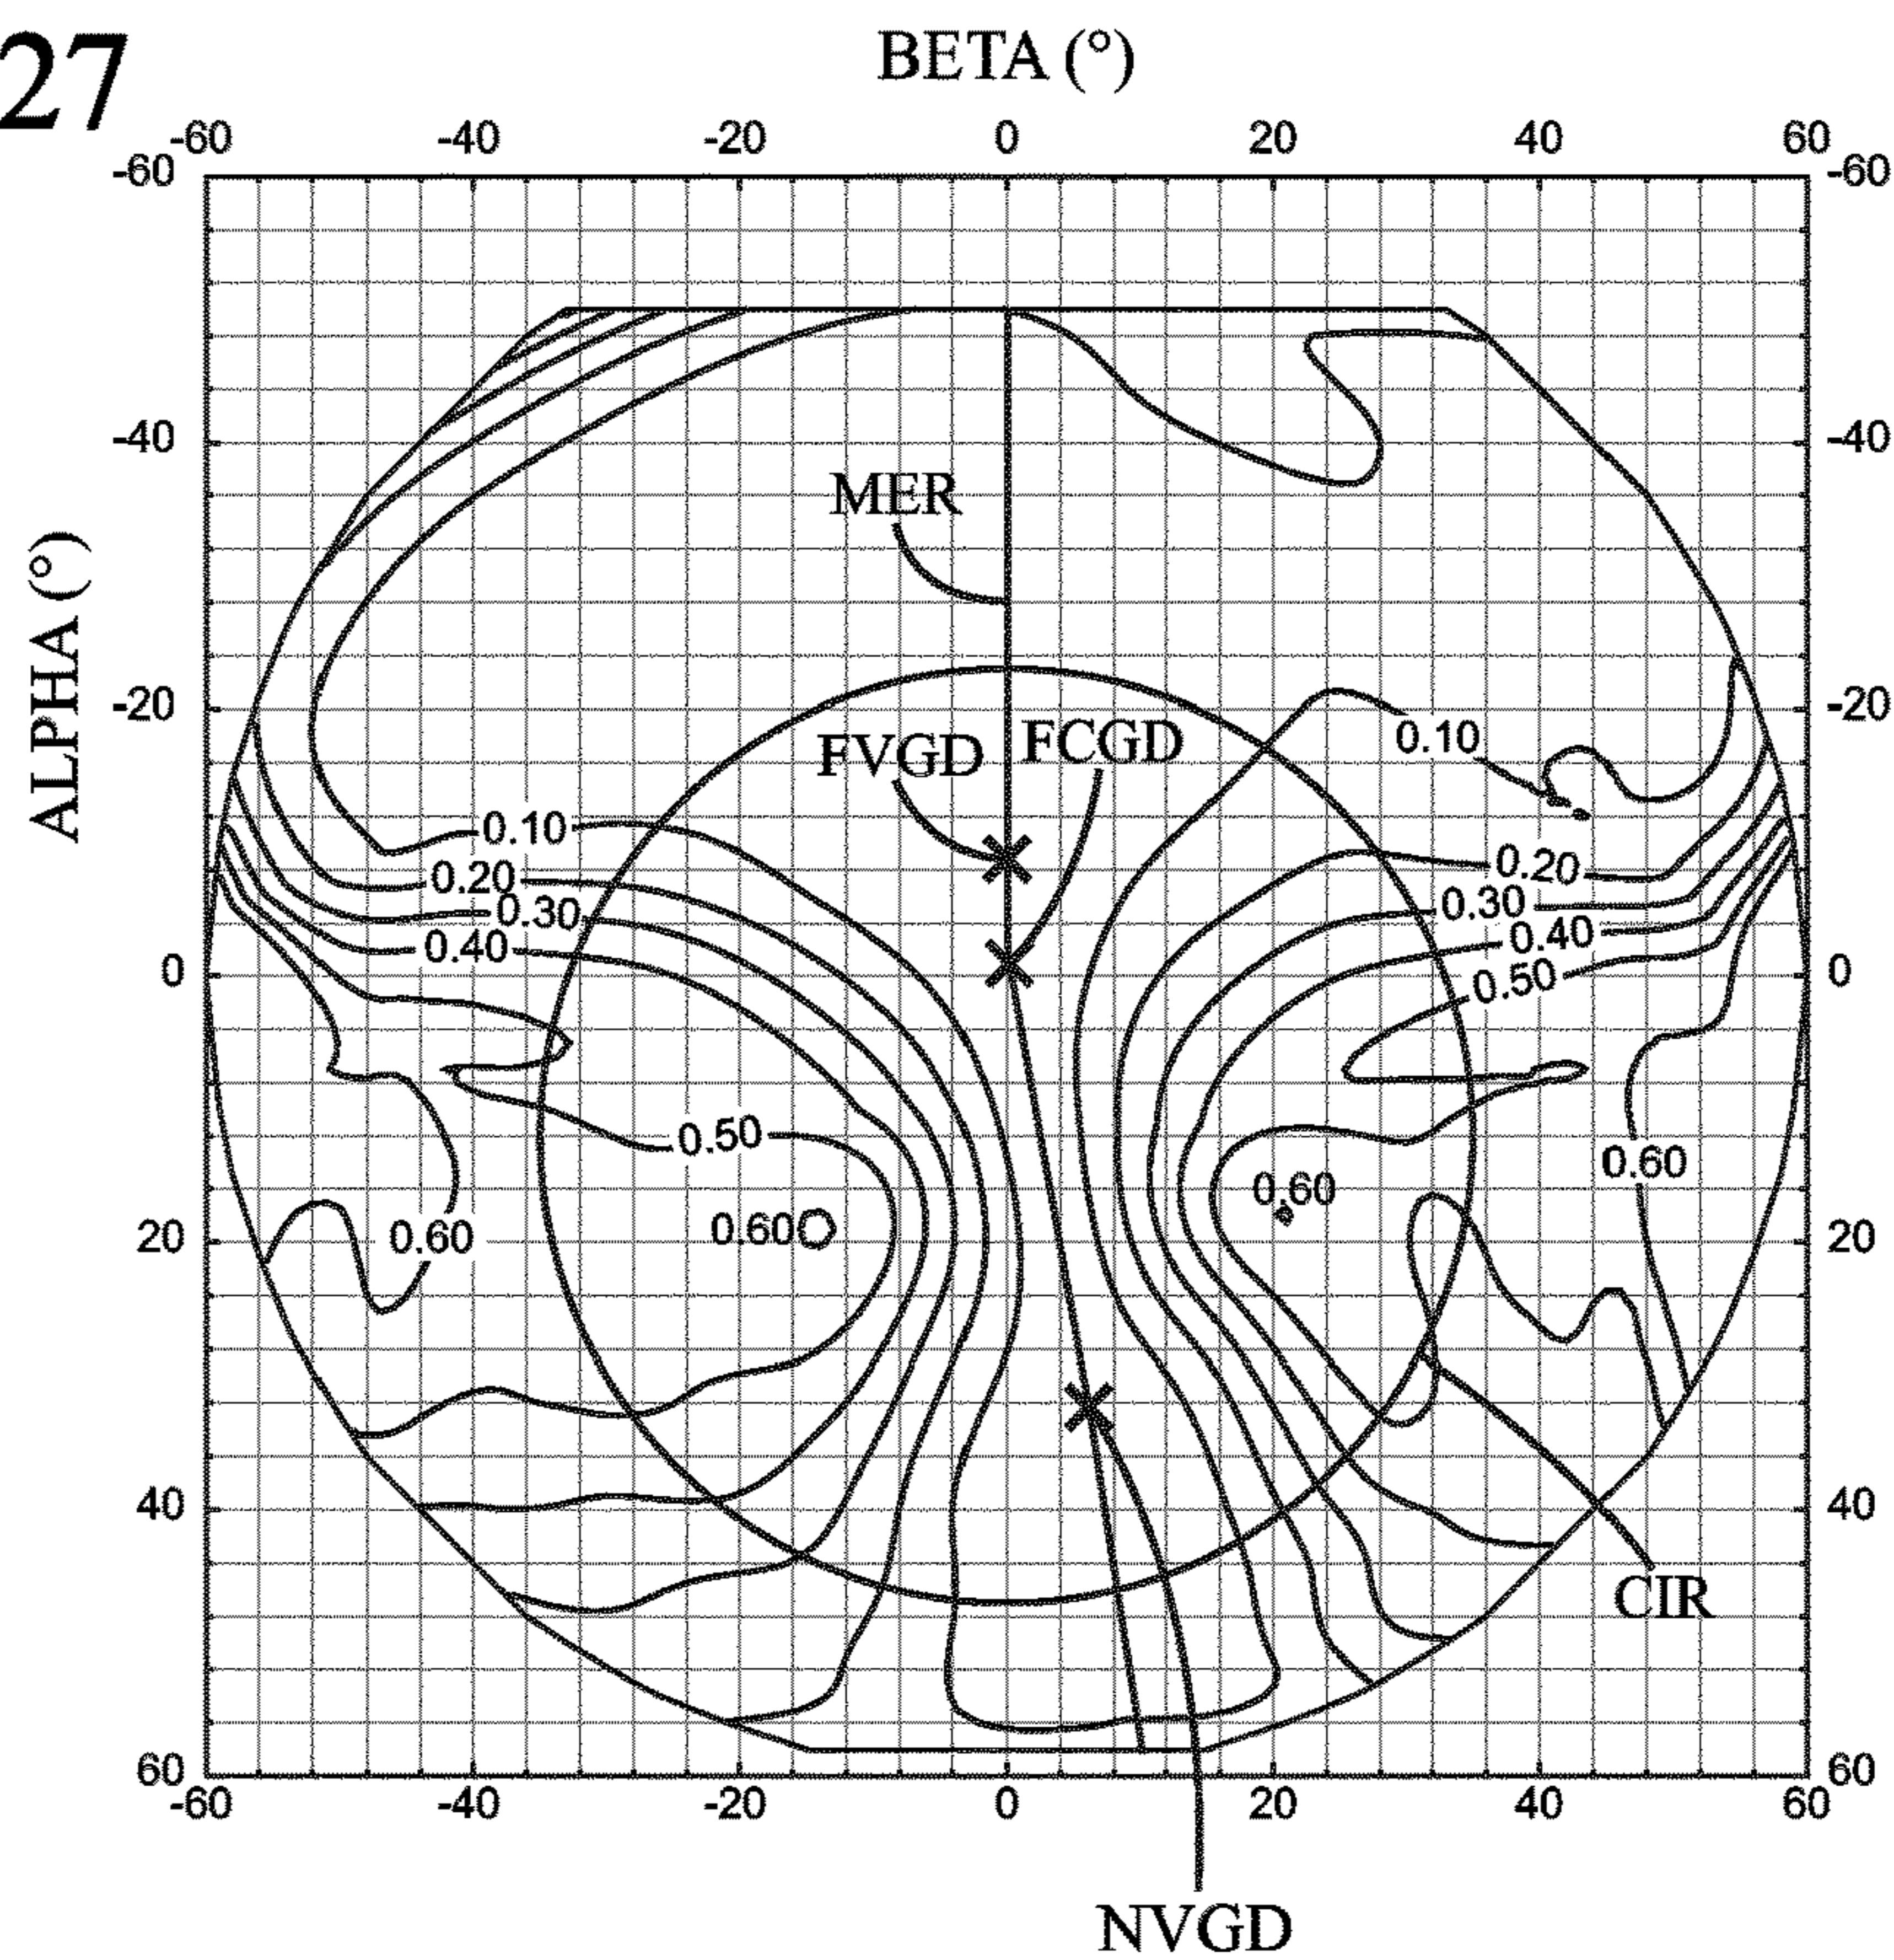 27
BETA (°)
-60 -40 -20 0 20 40 60
-60 -60
-40 -40
MER
ALPHA (°)
-20 -20
FVGD FCGD
0.10
0.10
0.20 0.20
0.30 0.30
0.40 0.40
0 0.50 0
0.50
0.60
0.60
20 0.60 0.60 20
40 40
CIR
60 60
-60 -40 -20 0 20 40 60
NVGD